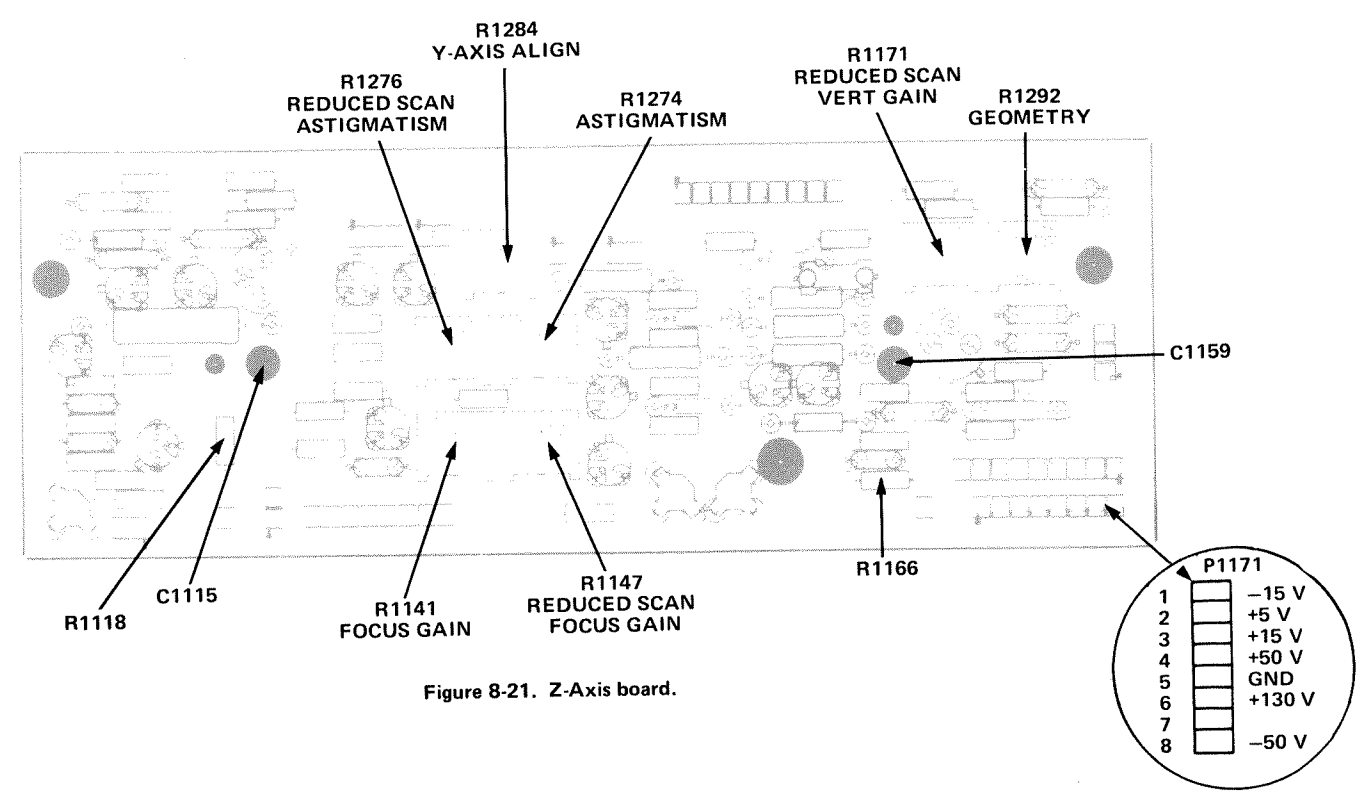 R1284
Y-AXIS ALIGN
R1276
REDUCED SCAN
ASTIGMATISM
R1274
ASTIGMATISM
R1171
REDUCED SCAN
VERT GAIN
R1292
GEOMETRY
C1159
R1118
C1115
R1141
FOCUS GAIN
R1147
REDUCED SCAN
FOCUS GAIN
R1166
P1171
1 −15 V
2 +5 V
3 +15 V
4 +50 V
5 GND
6 +130 V
7
8 −50 V
Figure 8-21. Z-Axis board.